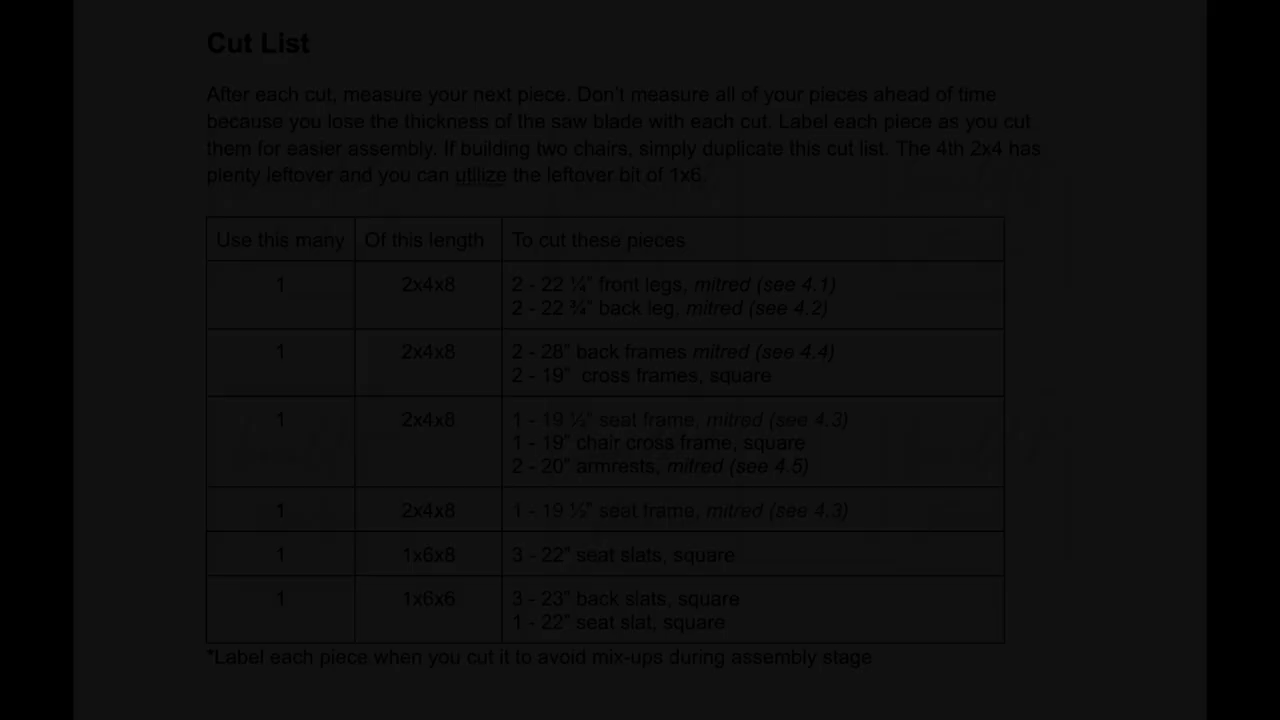 Cut List
After each cut, measure your next piece. Don't measure all of your pieces ahead of time
because you lose the thickness of the saw blade with each cut. Label each piece as you cut
them for easier assembly. If building two chairs, simply duplicate this cut list. The 4th 2x4 has
plenty leftover and you can utilize the leftover bit of 1x6.
Use this many Of this length To cut these pieces
1 2x4x8 2 - 22 ¼" front legs, mitred (see 4.1)
2 - 22 ¾" back leg, mitred (see 4.2)
1 2x4x8 2 - 28" back frames mitred (see 4.4)
2 - 19" cross frames, square
1 2x4x8 1 - 19 ½" seat frame, mitred (see 4.3)
1 - 19" chair cross frame, square
2 - 20" armrests, mitred (see 4.5)
1 2x4x8 1 - 19 ½" seat frame, mitred (see 4.3)
1 1x6x8 3 - 22" seat slats, square
1 1x6x6 3 - 23" back slats, square
1 - 22" seat slat, square
*Label each piece when you cut it to avoid mix-ups during assembly stage